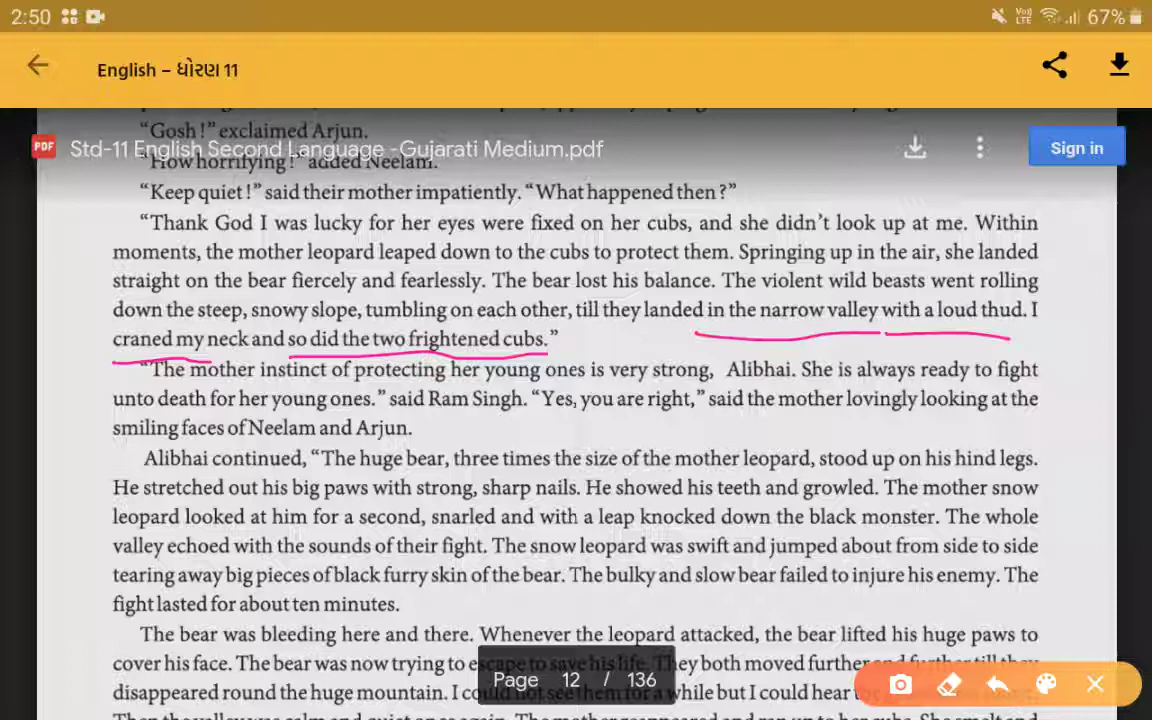 2:50 67%
English – ધોરણ 11
"Gosh !" exclaimed Arjun.
PDF Std-11 English Second Language -Gujarati Medium.pdf Sign in
"How horrifying !" added Neelam.
"Keep quiet !" said their mother impatiently. "What happened then ?"
"Thank God I was lucky for her eyes were fixed on her cubs, and she didn't look up at me. Within
moments, the mother leopard leaped down to the cubs to protect them. Springing up in the air, she landed
straight on the bear fiercely and fearlessly. The bear lost his balance. The violent wild beasts went rolling
down the steep, snowy slope, tumbling on each other, till they landed in the narrow valley with a loud thud. I
craned my neck and so did the two frightened cubs."
"The mother instinct of protecting her young ones is very strong, Alibhai. She is always ready to fight
unto death for her young ones." said Ram Singh. "Yes, you are right," said the mother lovingly looking at the
smiling faces of Neelam and Arjun.
Alibhai continued, "The huge bear, three times the size of the mother leopard, stood up on his hind legs.
He stretched out his big paws with strong, sharp nails. He showed his teeth and growled. The mother snow
leopard looked at him for a second, snarled and with a leap knocked down the black monster. The whole
valley echoed with the sounds of their fight. The snow leopard was swift and jumped about from side to side
tearing away big pieces of black furry skin of the bear. The bulky and slow bear failed to injure his enemy. The
fight lasted for about ten minutes.
The bear was bleeding here and there. Whenever the leopard attacked, the bear lifted his huge paws to
cover his face. The bear was now trying to escape to save his life. They both moved further and further till they
disappeared round the huge mountain. I could not see them for a while but I could hear
Page 12 / 136